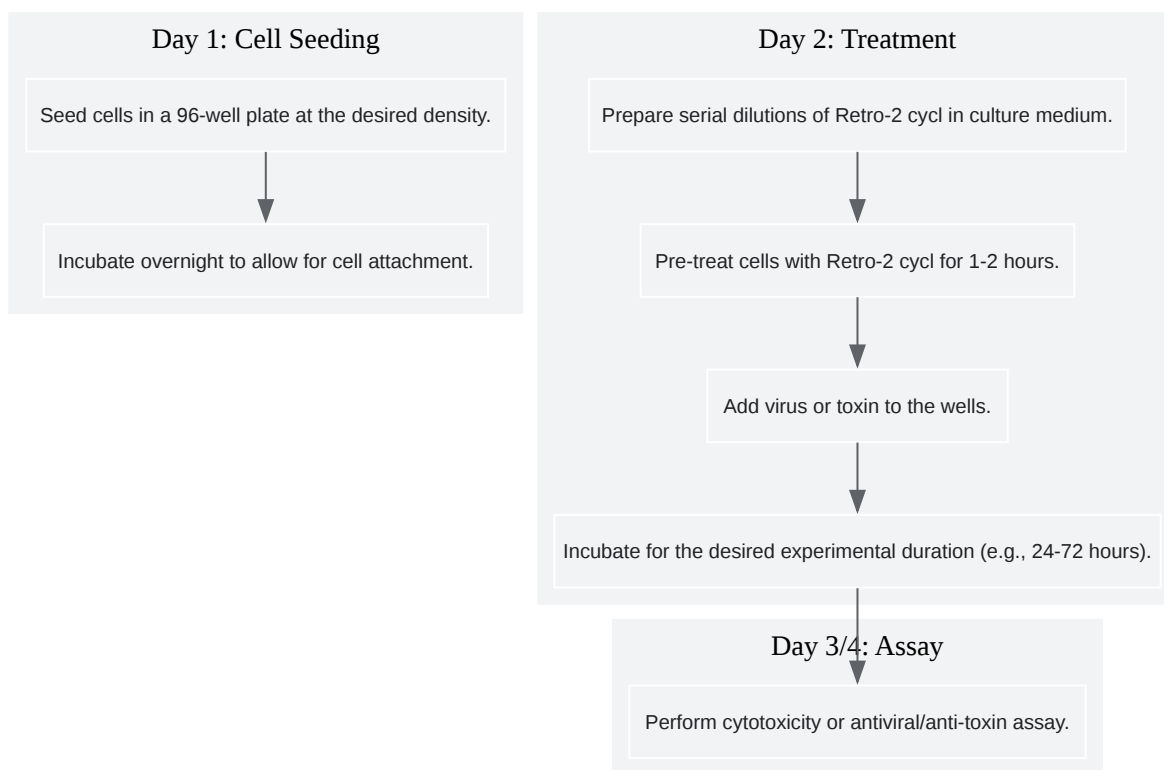 Day 1: Cell Seeding
Seed cells in a 96-well plate at the desired density.
Incubate overnight to allow for cell attachment.
Day 2: Treatment
Prepare serial dilutions of Retro-2 cycl in culture medium.
Pre-treat cells with Retro-2 cycl for 1-2 hours.
Add virus or toxin to the wells.
Incubate for the desired experimental duration (e.g., 24-72 hours).
Day 3/4: Assay
Perform cytotoxicity or antiviral/anti-toxin assay.